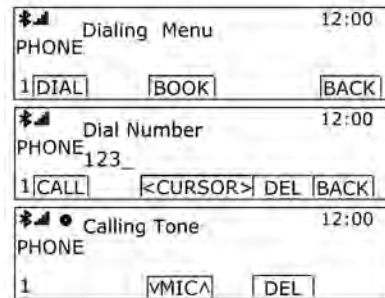 Dialing Menu 12:00
PHONE
1 DIAL BOOK BACK
Dial Number 12:00
PHONE
123_
1 CALL <CURSOR> DEL BACK
Calling Tone 12:00
PHONE
1 VMICΛ DEL